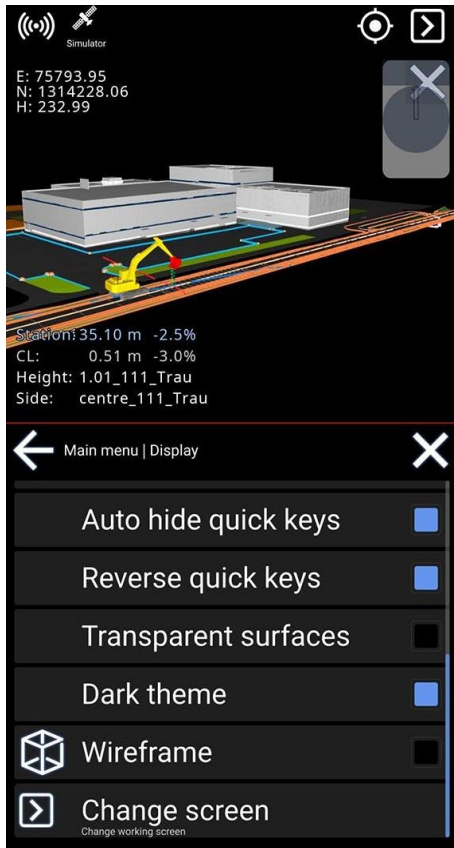 Simulator
E: 75793.95
N: 1314228.06
H: 232.99
Station: 35.10 m -2.5%
CL: 0.51 m -3.0%
Height: 1.01_111_Trau
Side: centre_111_Trau
Main menu | Display
Auto hide quick keys
Reverse quick keys
Transparent surfaces
Dark theme
Wireframe
Change screen
Change working screen